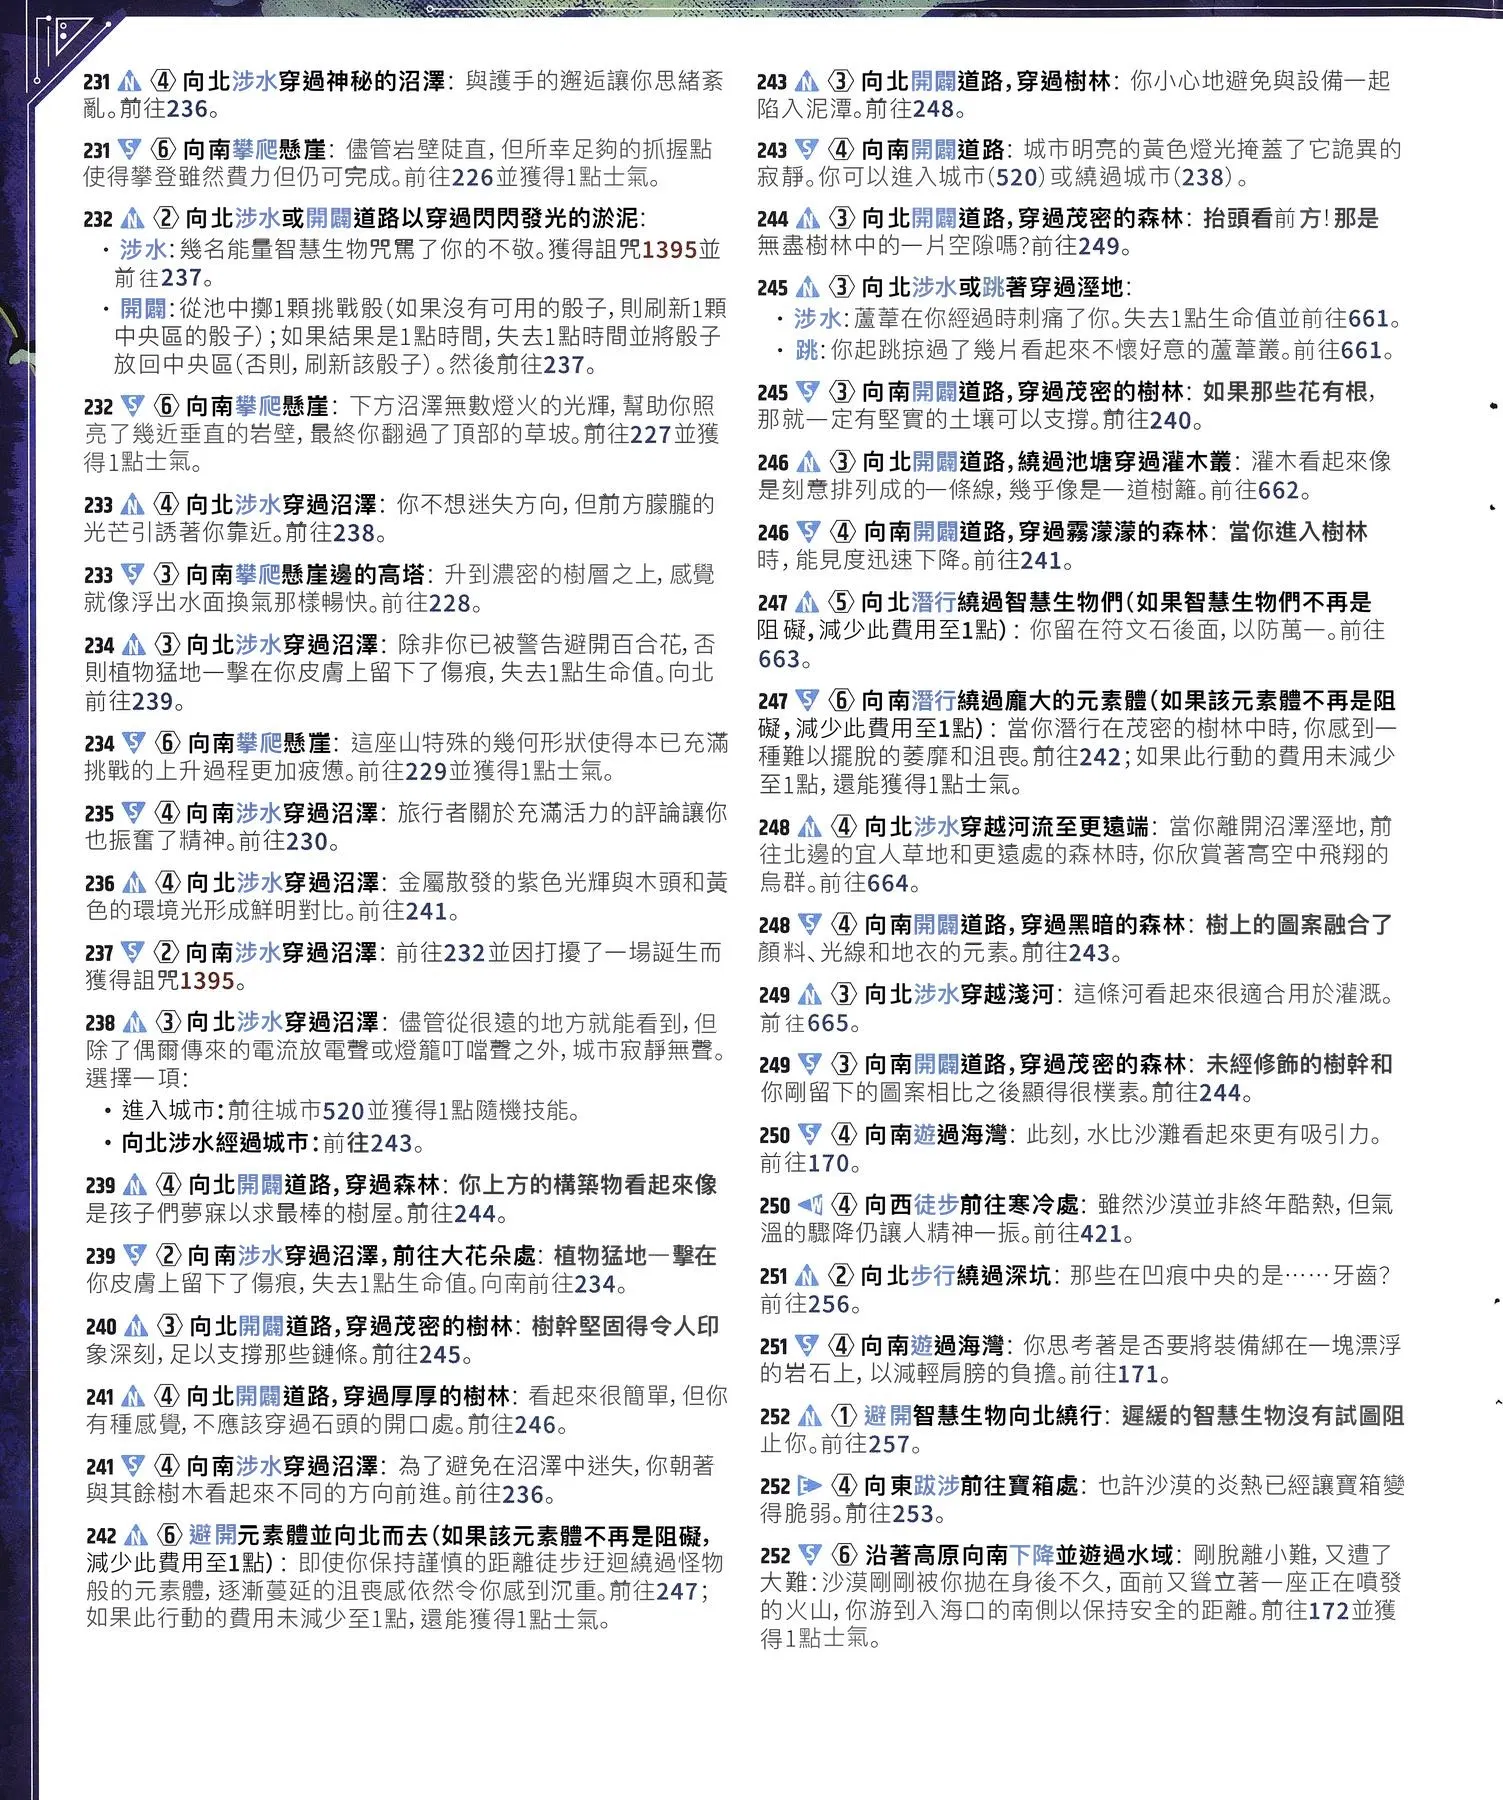 231 N 4 向北涉水穿過神秘的沼澤：與護手的邂逅讓你思緒紊
亂。前往236。
231 S 6 向南攀爬懸崖：儘管岩壁陡直，但所幸足夠的抓握點
使得攀登雖然費力但仍可完成。前往226並獲得1點士氣。
232 N 2 向北涉水或開闢道路以穿過閃閃發光的淤泥：
・涉水：幾名能量智慧生物咒罵了你的不敬。獲得詛咒1395並
前往237。
・開闢：從池中擲1顆挑戰骰（如果沒有可用的骰子，則刷新1顆
中央區的骰子）；如果結果是1點時間，失去1點時間並將骰子
放回中央區（否則，刷新該骰子）。然後前往237。
232 S 6 向南攀爬懸崖：下方沼澤無數燈火的光輝，幫助你照
亮了幾近垂直的岩壁，最終你翻過了頂部的草坡。前往227並獲
得1點士氣。
233 N 4 向北涉水穿過沼澤：你不想迷失方向，但前方朦朧的
光芒引誘著你靠近。前往238。
233 S 3 向南攀爬懸崖邊的高塔：升到濃密的樹層之上，感覺
就像浮出水面換氣那樣暢快。前往228。
234 N 3 向北涉水穿過沼澤：除非你已被警告避開百合花，否
則植物猛地一擊在你皮膚上留下了傷痕，失去1點生命值。向北
前往239。
234 S 6 向南攀爬懸崖：這座山特殊的幾何形狀使得本已充滿
挑戰的上升過程更加疲憊。前往229並獲得1點士氣。
235 S 4 向南涉水穿過沼澤：旅行者關於充滿活力的評論讓你
也振奮了精神。前往230。
236 N 4 向北涉水穿過沼澤：金屬散發的紫色光輝與木頭和黃
色的環境光形成鮮明對比。前往241。
237 S 2 向南涉水穿過沼澤：前往232並因打擾了一場誕生而
獲得詛咒1395。
238 N 3 向北涉水穿過沼澤：儘管從很遠的地方就能看到，但
除了偶爾傳來的電流放電聲或燈籠叮噹聲之外，城市寂靜無聲。
選擇一項：
・進入城市：前往城市520並獲得1點隨機技能。
・向北涉水經過城市：前往243。
239 N 4 向北開闢道路，穿過森林：你上方的構築物看起來像
是孩子們夢寐以求最棒的樹屋。前往244。
239 S 2 向南涉水穿過沼澤，前往大花朵處：植物猛地一擊在
你皮膚上留下了傷痕，失去1點生命值。向南前往234。
240 N 3 向北開闢道路，穿過茂密的樹林：樹幹堅固得令人印
象深刻，足以支撐那些鏈條。前往245。
241 N 4 向北開闢道路，穿過厚厚的樹林：看起來很簡單，但你
有種感覺，不應該穿過石頭的開口處。前往246。
241 S 4 向南涉水穿過沼澤：為了避免在沼澤中迷失，你朝著
與其餘樹木看起來不同的方向前進。前往236。
242 N 6 避開元素體並向北而去（如果該元素體不再是阻礙，
減少此費用至1點）：即使你保持謹慎的距離徒步迂迴繞過怪物
般的元素體，逐漸蔓延的沮喪感依然令你感到沉重。前往247；
如果此行動的費用未減少至1點，還能獲得1點士氣。
243 N 3 向北開闢道路，穿過樹林：你小心地避免與設備一起
陷入泥潭。前往248。
243 S 4 向南開闢道路：城市明亮的黃色燈光掩蓋了它詭異的
寂靜。你可以進入城市（520）或繞過城市（238）。
244 N 3 向北開闢道路，穿過茂密的森林：抬頭看前方！那是
無盡樹林中的一片空隙嗎？前往249。
245 N 3 向北涉水或跳著穿過溼地：
・涉水：蘆葦在你經過時刺痛了你。失去1點生命值並前往661。
・跳：你起跳掠過了幾片看起來不懷好意的蘆葦叢。前往661。
245 S 3 向南開闢道路，穿過茂密的樹林：如果那些花有根，
那就一定有堅實的土壤可以支撐。前往240。
246 N 3 向北開闢道路，繞過池塘穿過灌木叢：灌木看起來像
是刻意排列成的一條線，幾乎像是一道樹籬。前往662。
246 S 4 向南開闢道路，穿過霧濛濛的森林：當你進入樹林
時，能見度迅速下降。前往241。
247 N 5 向北潛行繞過智慧生物們（如果智慧生物們不再是
阻礙，減少此費用至1點）：你留在符文石後面，以防萬一。前往
663。
247 S 6 向南潛行繞過龐大的元素體（如果該元素體不再是阻
礙，減少此費用至1點）：當你潛行在茂密的樹林中時，你感到一
種難以擺脫的萎靡和沮喪。前往242；如果此行動的費用未減少
至1點，還能獲得1點士氣。
248 N 4 向北涉水穿越河流至更遠端：當你離開沼澤溼地，前
往北邊的宜人草地和更遠處的森林時，你欣賞著高空中飛翔的
鳥群。前往664。
248 S 4 向南開闢道路，穿過黑暗的森林：樹上的圖案融合了
顏料、光線和地衣的元素。前往243。
249 N 3 向北涉水穿越淺河：這條河看起來很適合用於灌溉。
前往665。
249 S 3 向南開闢道路，穿過茂密的森林：未經修飾的樹幹和
你剛留下的圖案相比之後顯得很樸素。前往244。
250 S 4 向南遊過海灣：此刻，水比沙灘看起來更有吸引力。
前往170。
250 W 4 向西徒步前往寒冷處：雖然沙漠並非終年酷熱，但氣
溫的驟降仍讓人精神一振。前往421。
251 N 2 向北步行繞過深坑：那些在凹痕中央的是……牙齒？
前往256。
251 S 4 向南遊過海灣：你思考著是否要將裝備綁在一塊漂浮
的岩石上，以減輕肩膀的負擔。前往171。
252 N 1 避開智慧生物向北繞行：遲緩的智慧生物沒有試圖阻
止你。前往257。
252 E 4 向東跋涉前往寶箱處：也許沙漠的炎熱已經讓寶箱變
得脆弱。前往253。
252 S 6 沿著高原向南下降並遊過水域：剛脫離小難，又遭了
大難：沙漠剛剛被你拋在身後不久，面前又聳立著一座正在噴發
的火山，你游到入海口的南側以保持安全的距離。前往172並獲
得1點士氣。